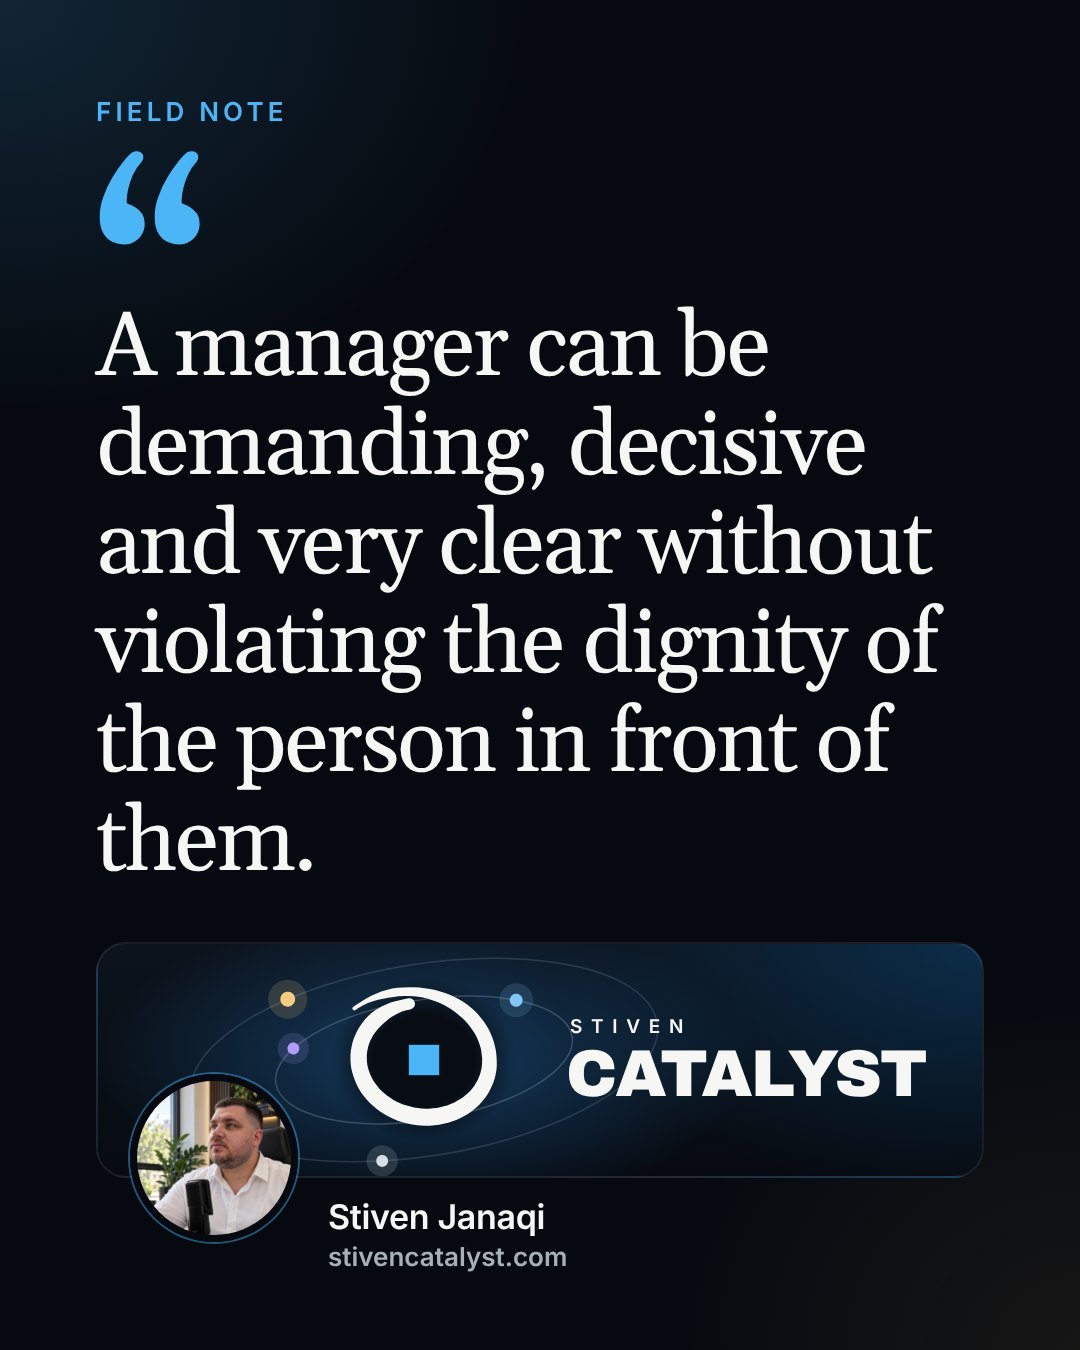 FIELD NOTE
“
A manager can be
demanding, decisive
and very clear without
violating the dignity of
the person in front of
them.
STIVEN
CATALYST
Stiven Janaqi
stivencatalyst.com